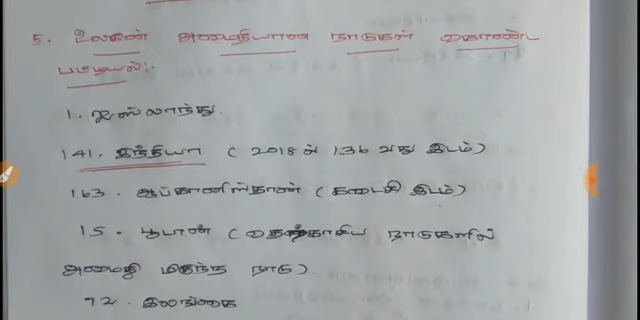 5. உலகின் அமைதியான நாடுகள் கொண்ட
பட்டியல்:-
1. ஐஸ்லாந்து.
141. இந்தியா (2018ல் 136 வது இடம்)
163. ஆப்கானிஸ்தான் (கடைசி இடம்)
15. பூடான் (தெற்காசிய நாடுகளில்
அமைதி மிகுந்த நாடு)
72. இலங்கை